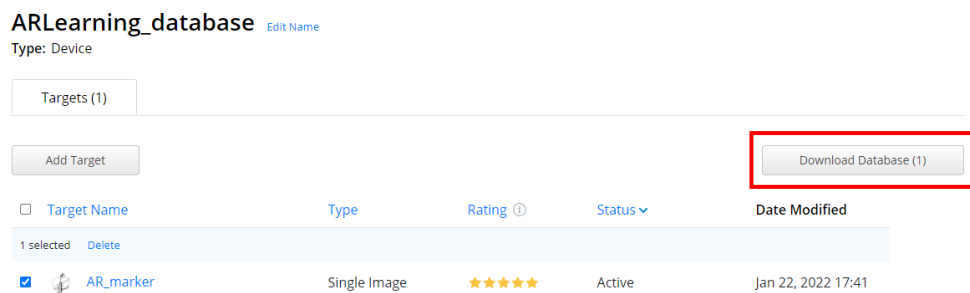 ARLearning_database Edit Name
Type: Device
Targets (1)
Add Target Download Database (1)
Target Name Type Rating Status Date Modified
1 selected Delete
AR_marker Single Image Active Jan 22, 2022 17:41